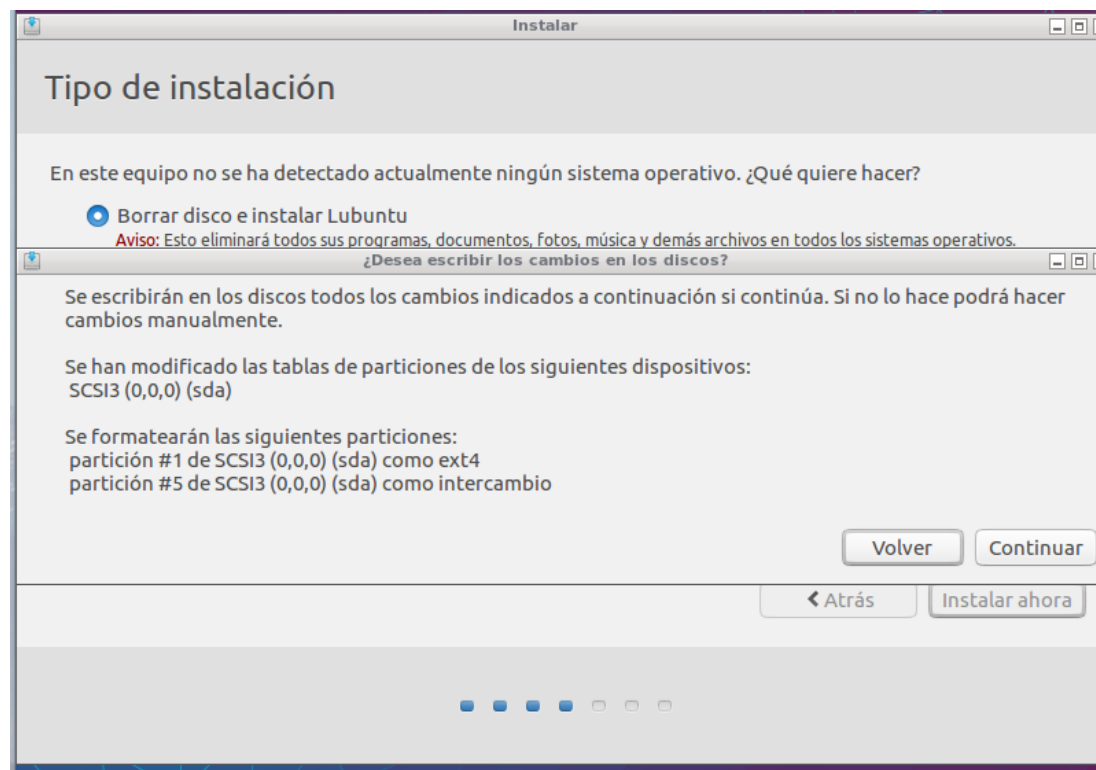 Instalar
Tipo de instalación
En este equipo no se ha detectado actualmente ningún sistema operativo. ¿Qué quiere hacer?
Borrar disco e instalar Lubuntu
Aviso: Esto eliminará todos sus programas, documentos, fotos, música y demás archivos en todos los sistemas operativos.
¿Desea escribir los cambios en los discos?
Se escribirán en los discos todos los cambios indicados a continuación si continúa. Si no lo hace podrá hacer
cambios manualmente.
Se han modificado las tablas de particiones de los siguientes dispositivos:
SCSI3 (0,0,0) (sda)
Se formatearán las siguientes particiones:
partición #1 de SCSI3 (0,0,0) (sda) como ext4
partición #5 de SCSI3 (0,0,0) (sda) como intercambio
Volver Continuar
Atrás Instalar ahora